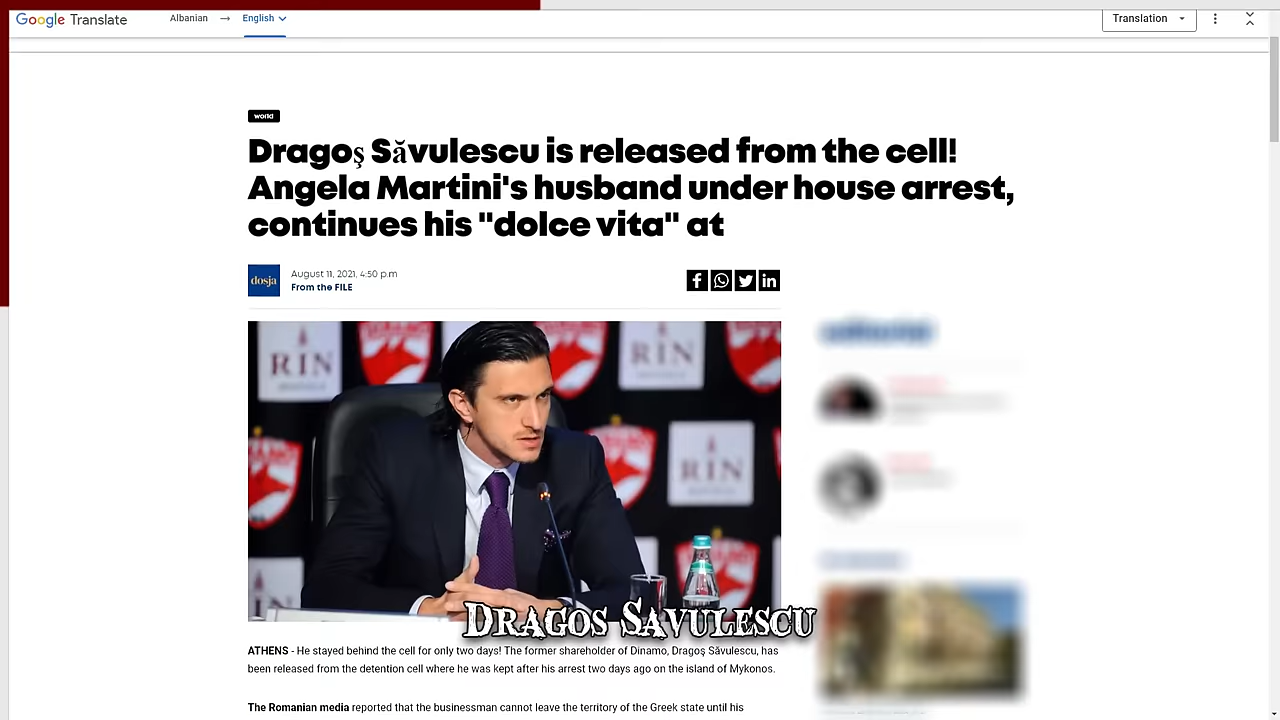 Google Translate
Albanian → English
Translation
world
Dragoş Săvulescu is released from the cell!
Angela Martini's husband under house arrest,
continues his "dolce vita" at
dosja
August 11, 2021, 4:50 p.m
From the FILE
RIN
RIN
RIN
DRAGOS SAVULESCU
ATHENS - He stayed behind the cell for only two days! The former shareholder of Dinamo, Dragoş Săvulescu, has
been released from the detention cell where he was kept after his arrest two days ago on the island of Mykonos.
The Romanian media reported that the businessman cannot leave the territory of the Greek state until his